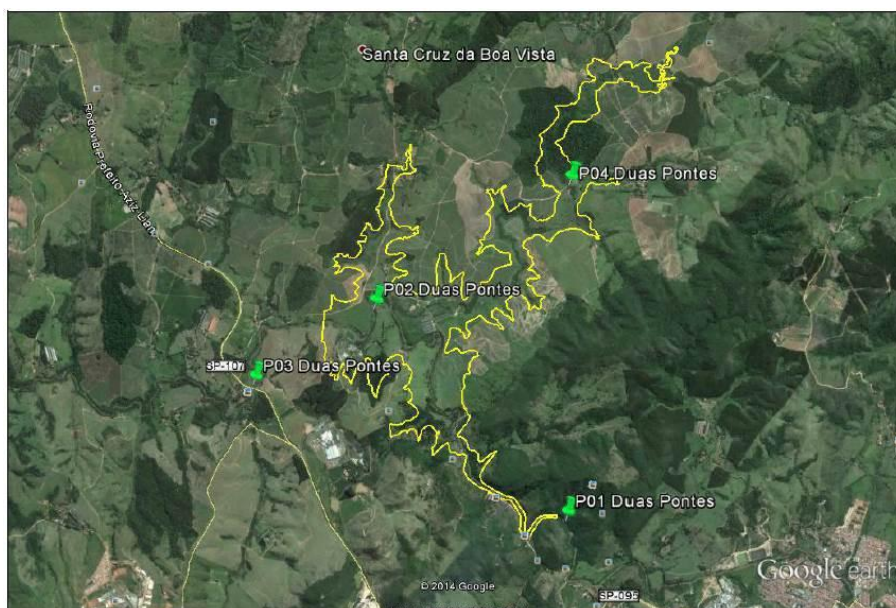 Santa Cruz da Boa Vista
P04 Duas Pontes
P02 Duas Pontes
SP-107
P03 Duas Pontes
P01 Duas Pontes
© 2014 Google
Google earth
SP-095